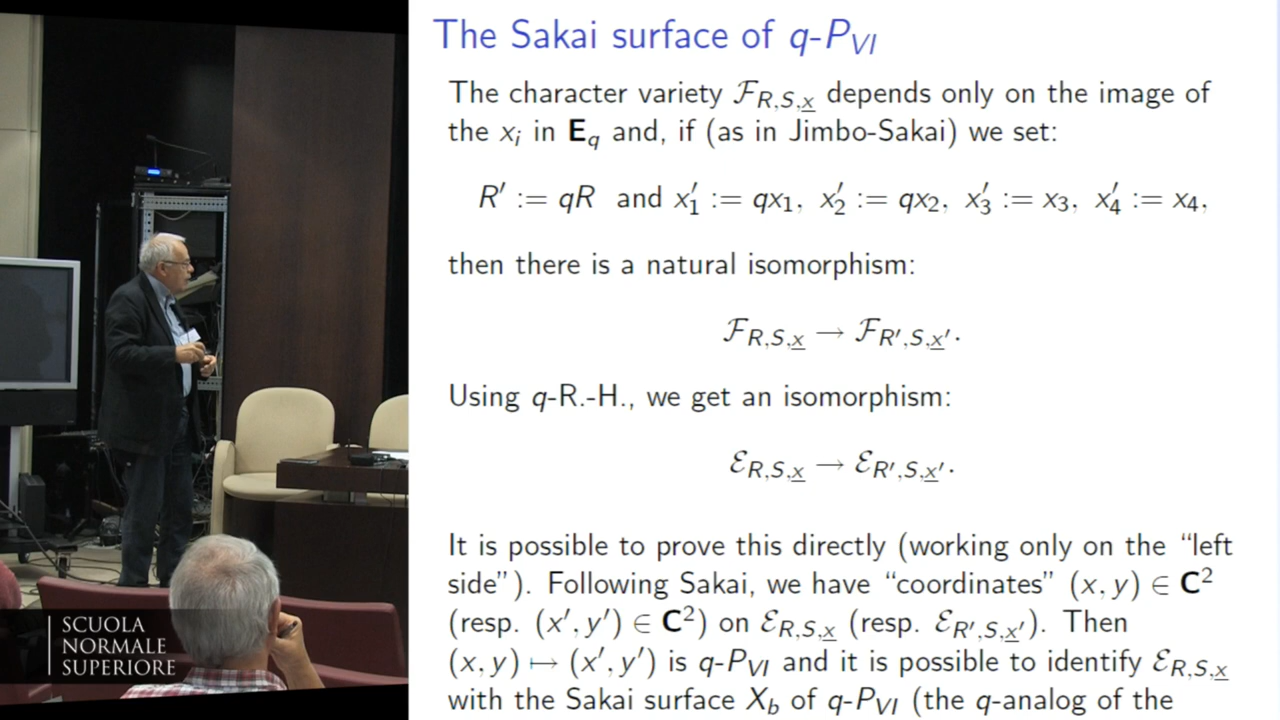 The Sakai surface of q-P_VI
The character variety ℱ_{R,S,x̲} depends only on the image of
the x_i in E_q and, if (as in Jimbo-Sakai) we set:
R′ := qR and x′_1 := qx_1, x′_2 := qx_2, x′_3 := x_3, x′_4 := x_4,
then there is a natural isomorphism:
ℱ_{R,S,x̲} → ℱ_{R′,S,x̲′}.
Using q-R.-H., we get an isomorphism:
ℰ_{R,S,x̲} → ℰ_{R′,S,x̲′}.
It is possible to prove this directly (working only on the “left
side”). Following Sakai, we have “coordinates” (x, y) ∈ C²
(resp. (x′, y′) ∈ C²) on ℰ_{R,S,x̲} (resp. ℰ_{R′,S,x̲′}). Then
(x, y) ↦ (x′, y′) is q-P_VI and it is possible to identify ℰ_{R,S,x̲}
with the Sakai surface X_b of q-P_VI (the q-analog of the
SCUOLA
NORMALE
SUPERIORE